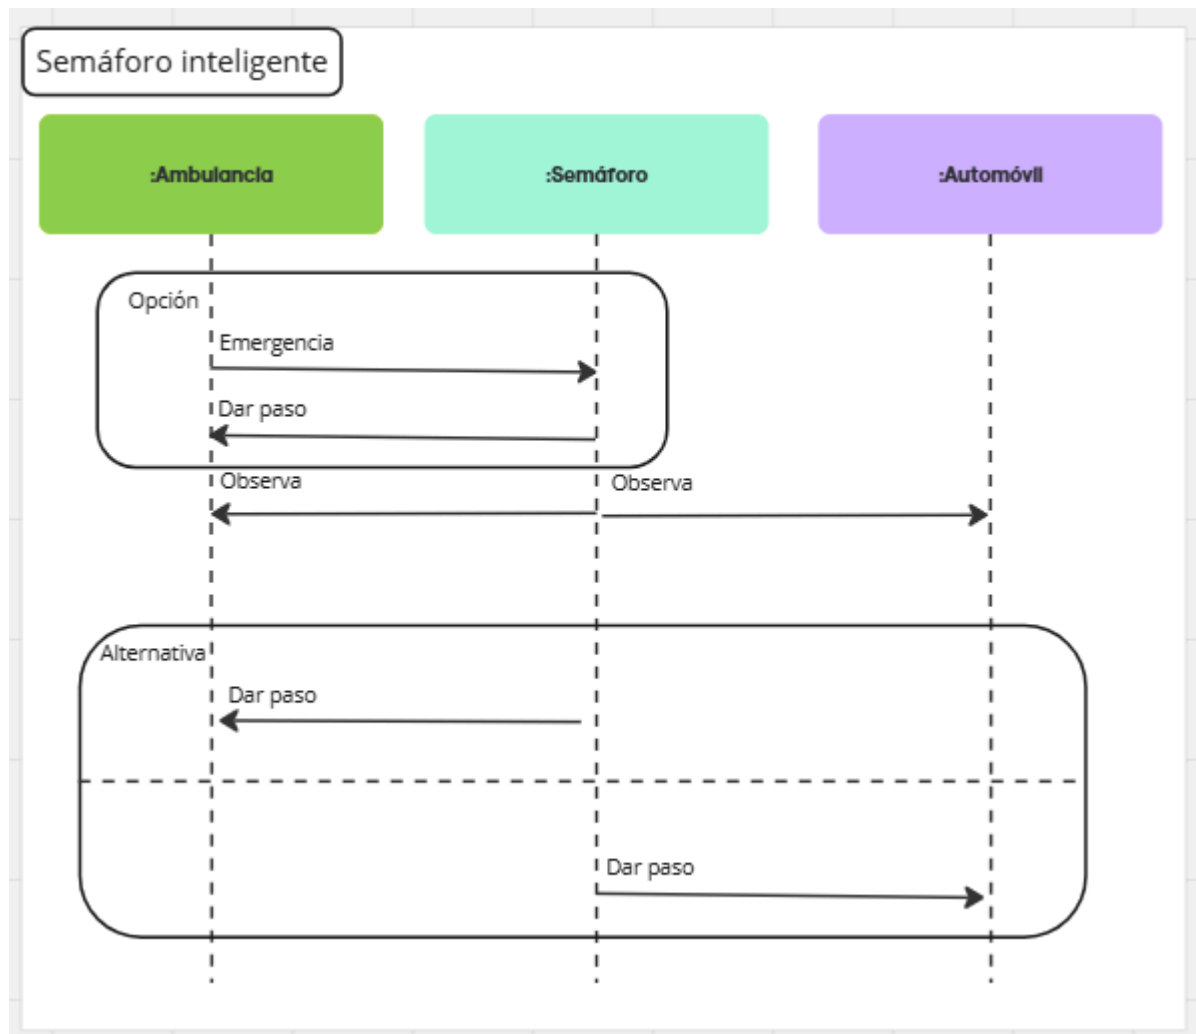 Semáforo inteligente
:Ambulancia
:Semáforo
:Automóvil
Opción
Emergencia
Dar paso
Observa
Observa
Alternativa
Dar paso
Dar paso